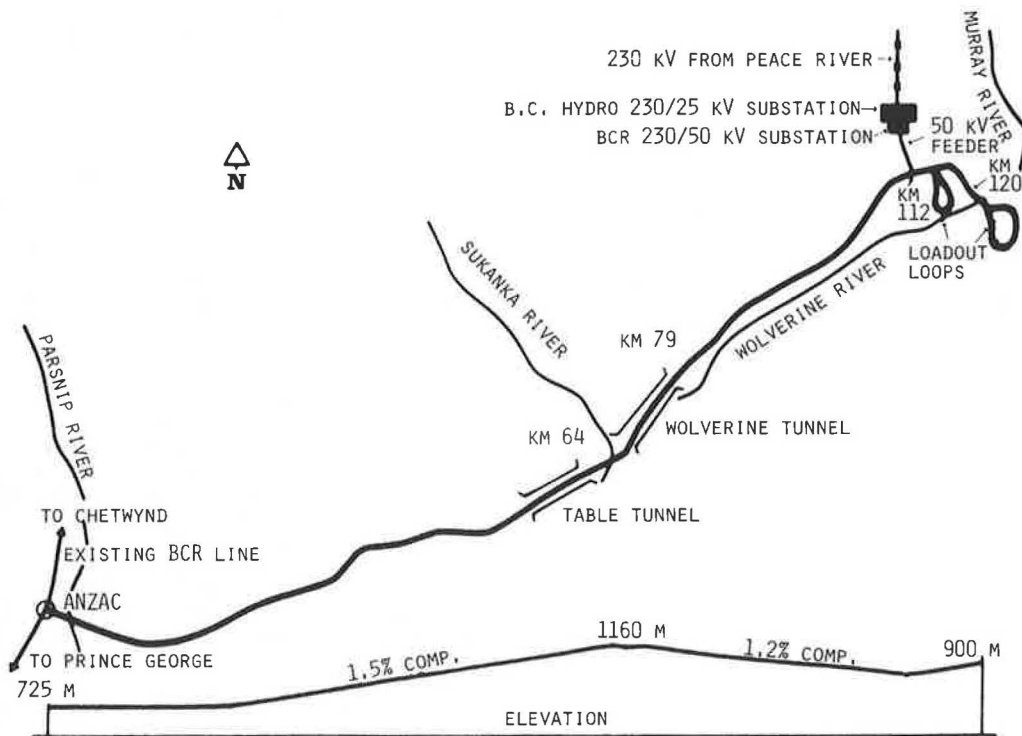 230 KV FROM PEACE RIVER
B.C. HYDRO 230/25 KV SUBSTATION
BCR 230/50 KV SUBSTATION
MURRAY RIVER
50 KV
FEEDER
KM
120
KM
112
LOADOUT
LOOPS
N
SUKANKA RIVER
WOLVERINE RIVER
KM 79
WOLVERINE TUNNEL
KM 64
TABLE TUNNEL
PARSNIP RIVER
TO CHETWYND
EXISTING BCR LINE
ANZAC
TO PRINCE GEORGE
725 M
1.5% COMP.
1160 M
1.2% COMP.
900 M
ELEVATION